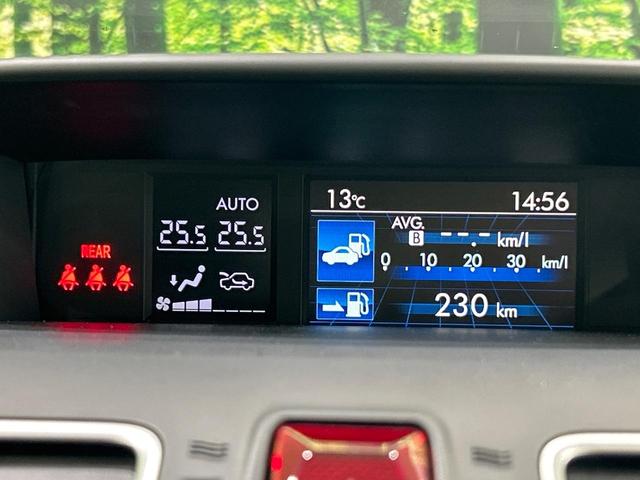 13°C 14:56
AUTO
25.5 25.5
REAR
AVG.
B --.- km/l
0 10 20 30 km/l
230 km